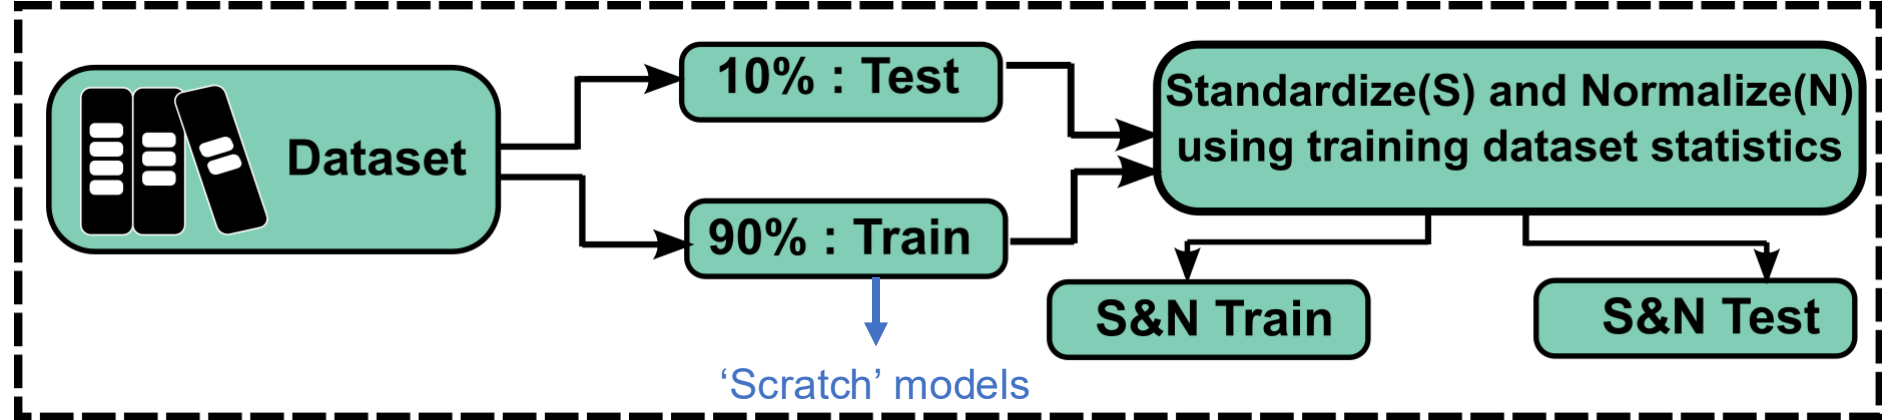 Dataset
10% : Test
90% : Train
‘Scratch’ models
Standardize(S) and Normalize(N)
using training dataset statistics
S&N Train
S&N Test